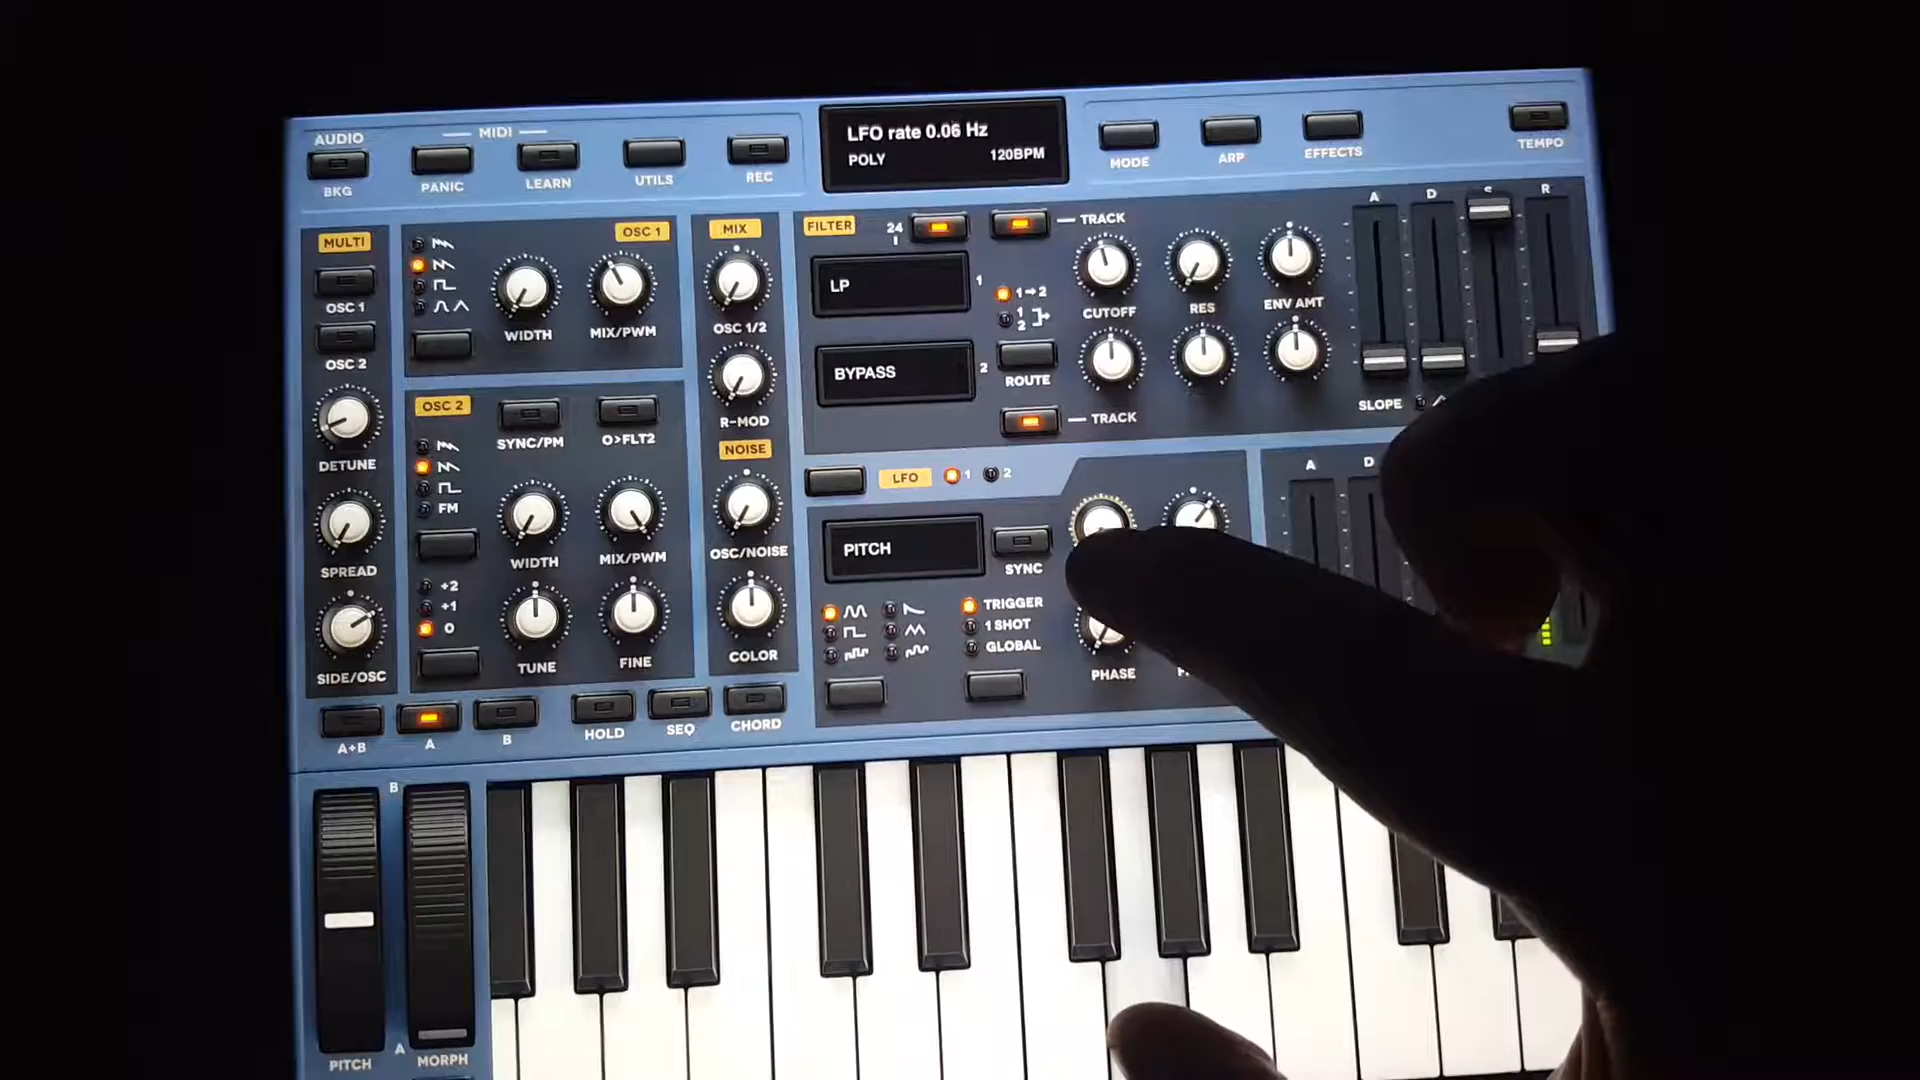 AUDIO
MIDI
BKG
PANIC
LEARN
UTILS
REC
LFO rate 0.06 Hz
POLY 120BPM
MODE
ARP
EFFECTS
TEMPO
MULTI
OSC 1
OSC 2
DETUNE
SPREAD
SIDE/OSC
OSC 1
WIDTH
MIX/PWM
OSC 2
SYNC/PM
O>FLT2
FM
WIDTH
MIX/PWM
+2
+1
0
TUNE
FINE
MIX
OSC 1/2
R-MOD
NOISE
OSC/NOISE
COLOR
FILTER
24
TRACK
LP
1
1→2
1
2
BYPASS
2
ROUTE
TRACK
CUTOFF
RES
ENV AMT
A
D
S
R
SLOPE
LFO
1
2
PITCH
SYNC
TRIGGER
1 SHOT
GLOBAL
PHASE
A
D
A+B
A
B
HOLD
SEQ
CHORD
B
A
PITCH
MORPH